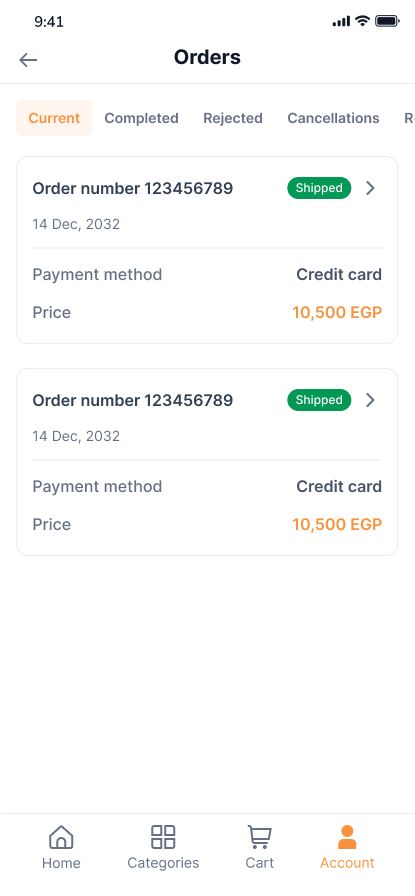 9:41
Orders
Current Completed Rejected Cancellations R
Order number 123456789 Shipped
14 Dec, 2032
Payment method Credit card
Price 10,500 EGP
Order number 123456789 Shipped
14 Dec, 2032
Payment method Credit card
Price 10,500 EGP
Home Categories Cart Account